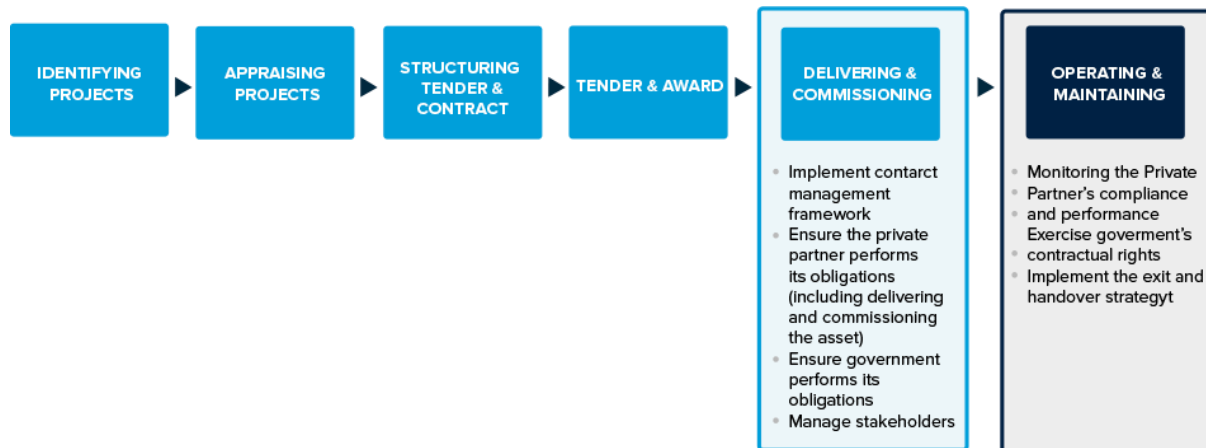 IDENTIFYING
PROJECTS
APPRAISING
PROJECTS
STRUCTURING
TENDER &
CONTRACT
TENDER & AWARD
DELIVERING &
COMMISSIONING
• Implement contarct
management
framework
• Ensure the private
partner performs
its obligations
(including delivering
and commissioning
the asset)
• Ensure government
performs its
obligations
• Manage stakeholders
OPERATING &
MAINTAINING
• Monitoring the Private
• Partner's compliance
• and performance
Exercise goverment's
• contractual rights
• Implement the exit and
handover strategyt